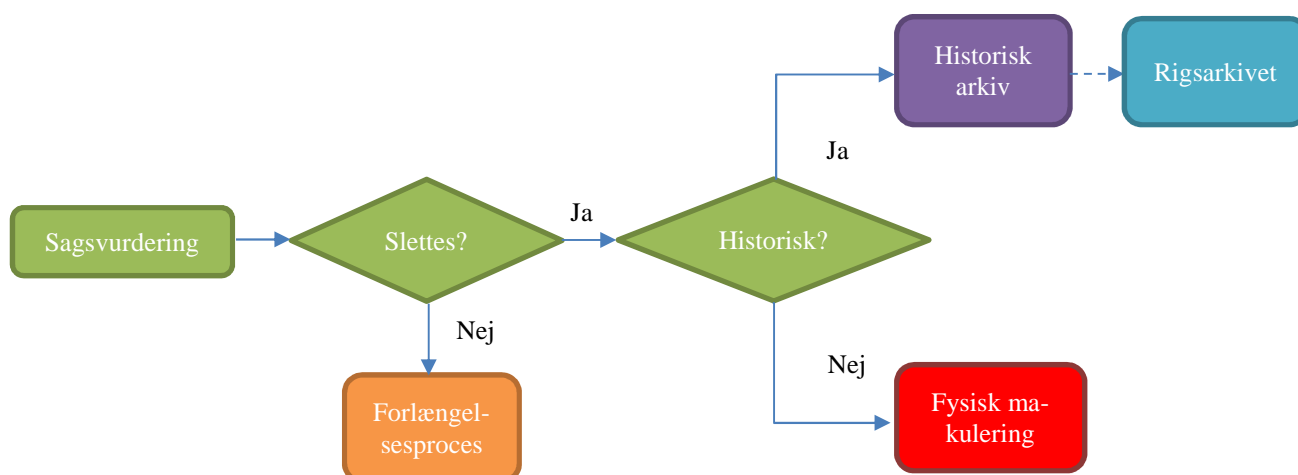 Historisk
arkiv
Rigsarkivet
Ja
Sagsvurdering
Slettes?
Ja
Historisk?
Nej
Forlængel-
sesproces
Nej
Fysisk ma-
kulering